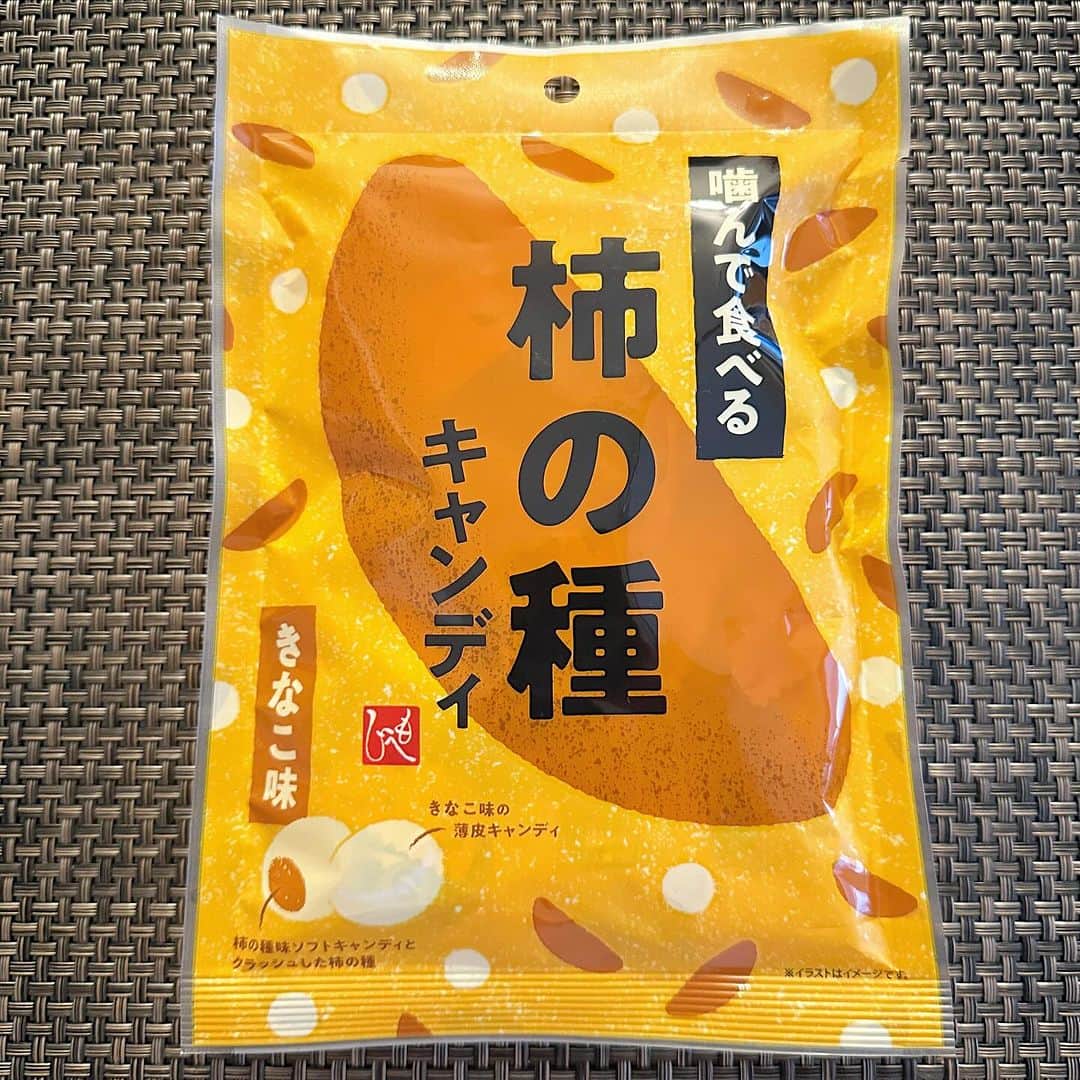 噛んで食べる
柿の種
キャンディ
きなこ味
もへじ
きなこ味の
薄皮キャンディ
柿の種味ソフトキャンディと
クラッシュした柿の種
※イラストはイメージです。